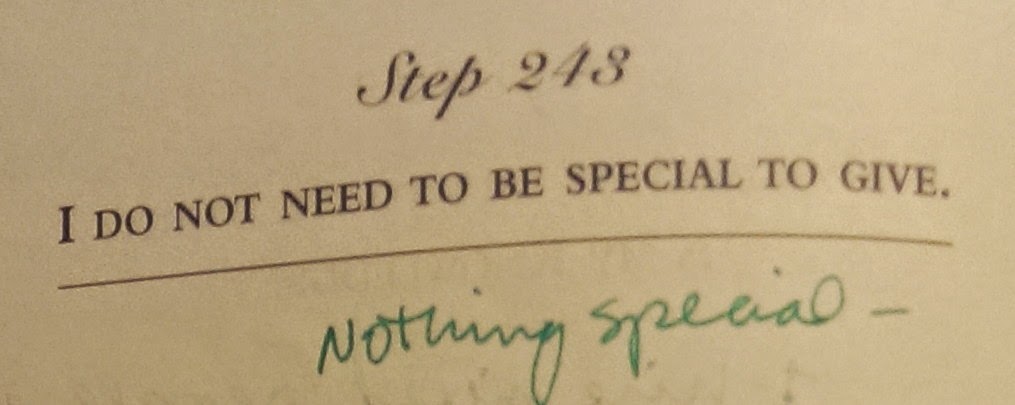 Step 243
I DO NOT NEED TO BE SPECIAL TO GIVE.
Nothing special –